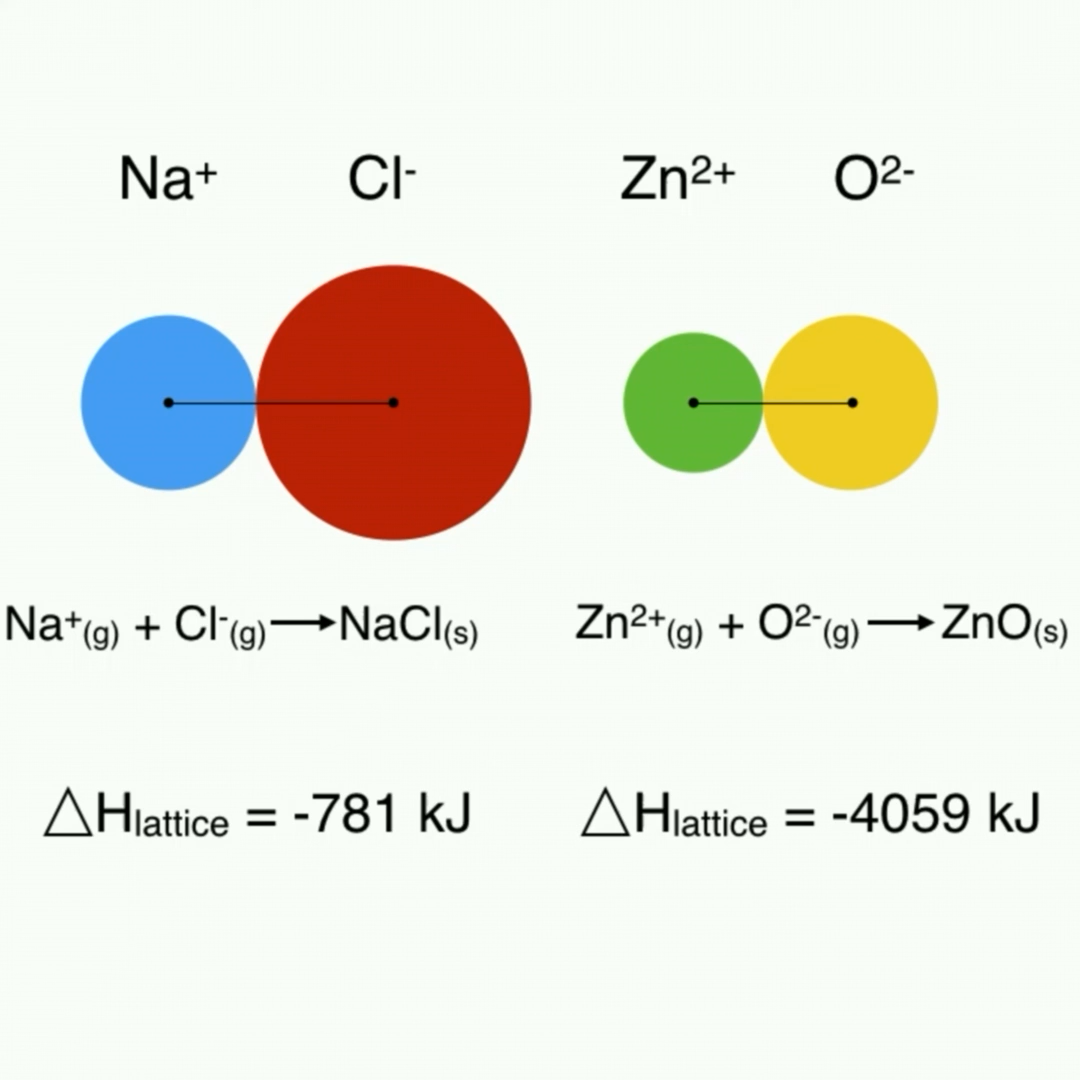 Na⁺ Cl⁻ Zn²⁺ O²⁻
Na⁺(g) + Cl⁻(g)⟶NaCl(s) Zn²⁺(g) + O²⁻(g)⟶ZnO(s)
△Hlattice = -781 kJ △Hlattice = -4059 kJ